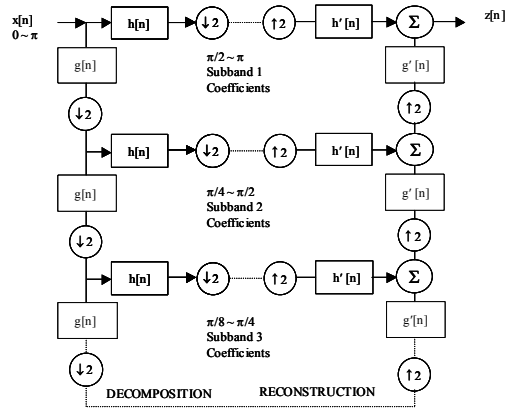 x[n] h[n] ↓2 ↑2 h'[n] Σ z[n]
0~π
g[n] π/2~π g'[n]
Subband 1
Coefficients
↓2 ↑2
h[n] ↓2 ↑2 h'[n] Σ
g[n] π/4~π/2 g'[n]
Subband 2
Coefficients
↓2 ↑2
h[n] ↓2 ↑2 h'[n] Σ
g[n] π/8~π/4 g'[n]
Subband 3
Coefficients
↓2 ↑2
DECOMPOSITION RECONSTRUCTION